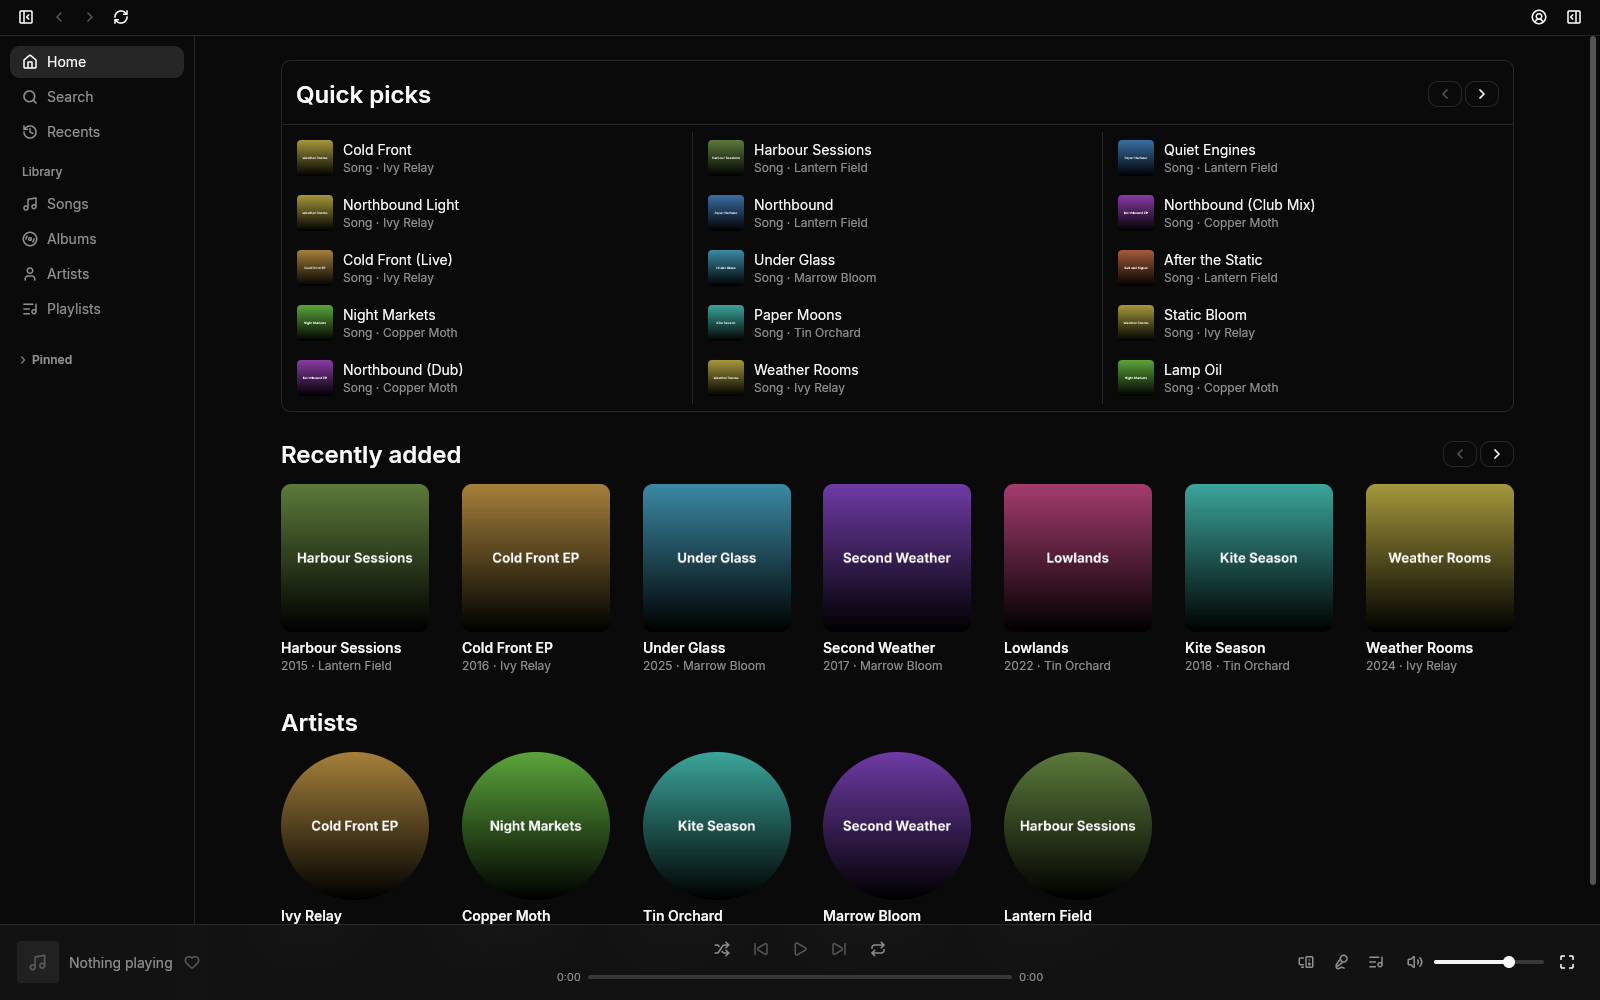 Home
Search
Recents
Library
Songs
Albums
Artists
Playlists
Pinned
Quick picks
Cold Front
Song · Ivy Relay
Northbound Light
Song · Ivy Relay
Cold Front (Live)
Song · Ivy Relay
Night Markets
Song · Copper Moth
Northbound (Dub)
Song · Copper Moth
Harbour Sessions
Song · Lantern Field
Northbound
Song · Lantern Field
Under Glass
Song · Marrow Bloom
Paper Moons
Song · Tin Orchard
Weather Rooms
Song · Ivy Relay
Quiet Engines
Song · Lantern Field
Northbound (Club Mix)
Song · Copper Moth
After the Static
Song · Lantern Field
Static Bloom
Song · Ivy Relay
Lamp Oil
Song · Copper Moth
Recently added
Harbour Sessions
Harbour Sessions
2015 · Lantern Field
Cold Front EP
Cold Front EP
2016 · Ivy Relay
Under Glass
Under Glass
2025 · Marrow Bloom
Second Weather
Second Weather
2017 · Marrow Bloom
Lowlands
Lowlands
2022 · Tin Orchard
Kite Season
Kite Season
2018 · Tin Orchard
Weather Rooms
Weather Rooms
2024 · Ivy Relay
Artists
Cold Front EP
Ivy Relay
Night Markets
Copper Moth
Kite Season
Tin Orchard
Second Weather
Marrow Bloom
Harbour Sessions
Lantern Field
Nothing playing
0:00
0:00